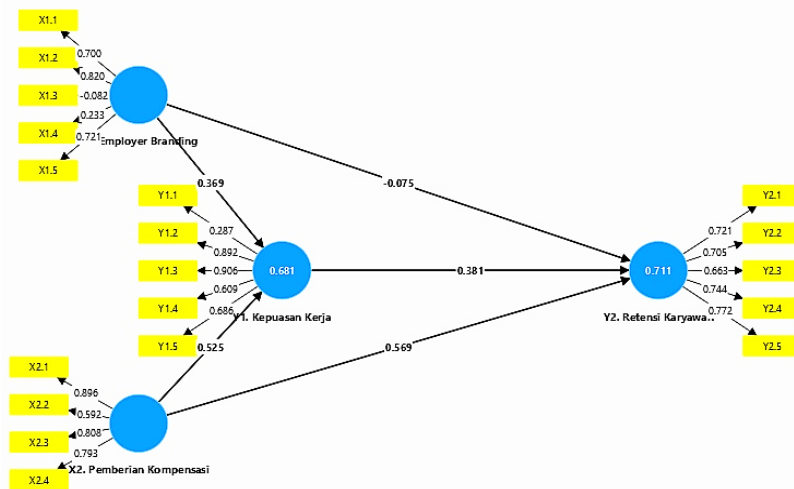 X1.1
X1.2
X1.3
X1.4
X1.5
0.700
0.820
-0.082
0.233
0.721
Employer Branding
0.369
-0.075
Y1.1
Y1.2
Y1.3
Y1.4
Y1.5
0.287
0.892
0.906
0.609
0.686
0.681
Y1. Kepuasan Kerja
0.381
0.711
Y2. Retensi Karyawa..
0.721
0.705
0.663
0.744
0.772
Y2.1
Y2.2
Y2.3
Y2.4
Y2.5
0.525
0.569
X2.1
X2.2
X2.3
X2.4
0.896
0.592
0.808
0.793
X2. Pemberian Kompensasi